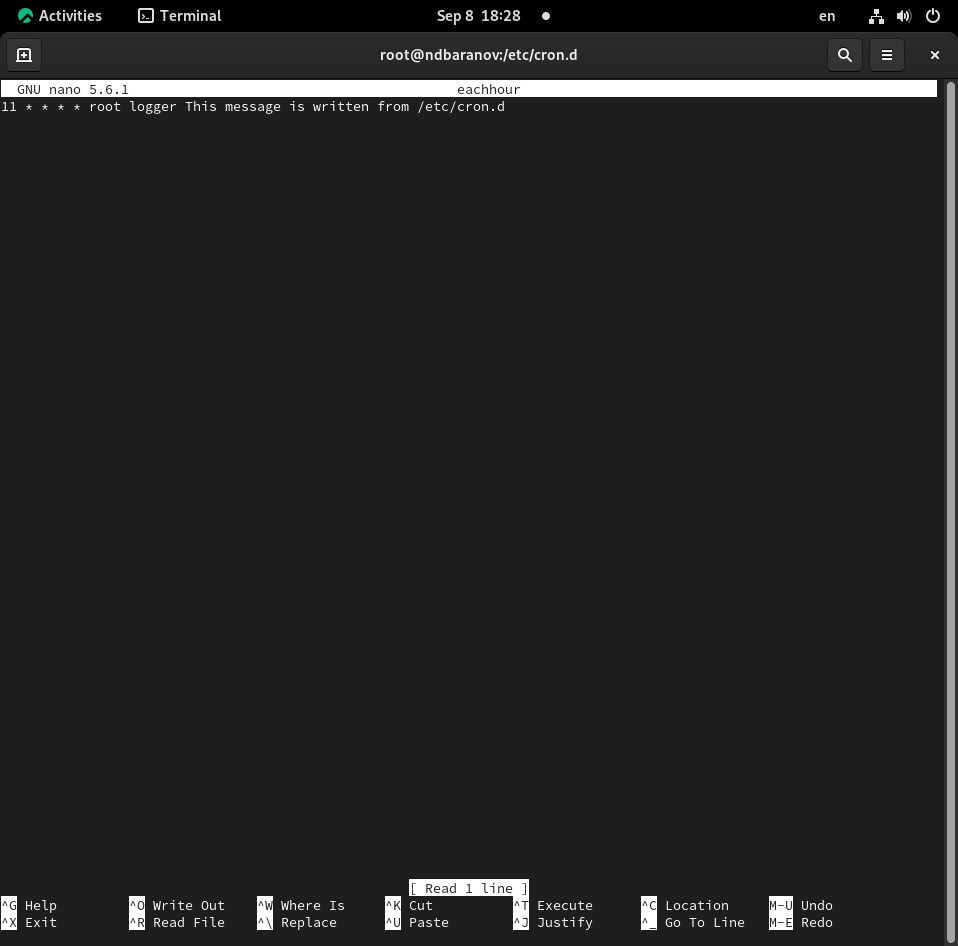 Activities Terminal Sep 8 18:28 en
root@ndbaranov:/etc/cron.d
GNU nano 5.6.1 eachhour
11 * * * * root logger This message is written from /etc/cron.d
[ Read 1 line ]
^G Help ^O Write Out ^W Where Is ^K Cut ^T Execute ^C Location M-U Undo
^X Exit ^R Read File ^\ Replace ^U Paste ^J Justify ^_ Go To Line M-E Redo